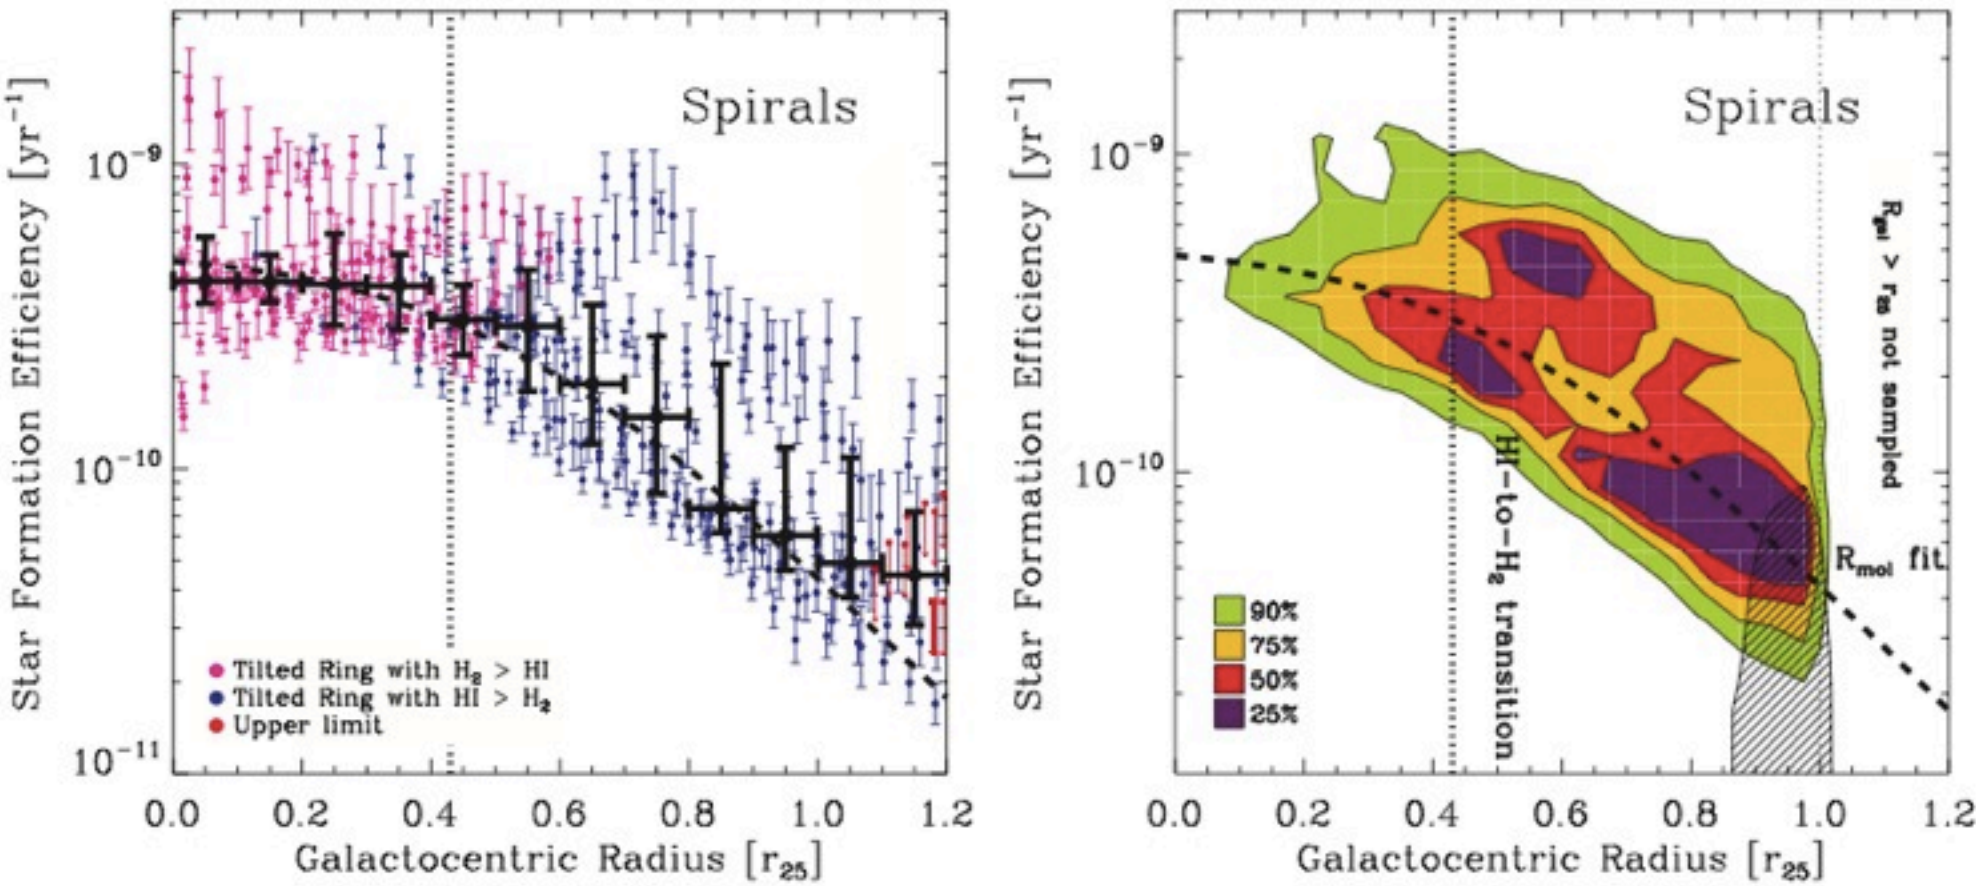 Star Formation Efficiency [yr⁻¹]
10⁻⁹
10⁻¹⁰
10⁻¹¹
Spirals
Tilted Ring with H₂ > HI
Tilted Ring with HI > H₂
Upper limit
0.0 0.2 0.4 0.6 0.8 1.0 1.2
Galactocentric Radius [r₂₅]
Star Formation Efficiency [yr⁻¹]
10⁻⁹
10⁻¹⁰
Spirals
R_gal > r₂₅ not sampled
HI-to-H₂ transition
R_mol fit
90%
75%
50%
25%
0.0 0.2 0.4 0.6 0.8 1.0 1.2
Galactocentric Radius [r₂₅]